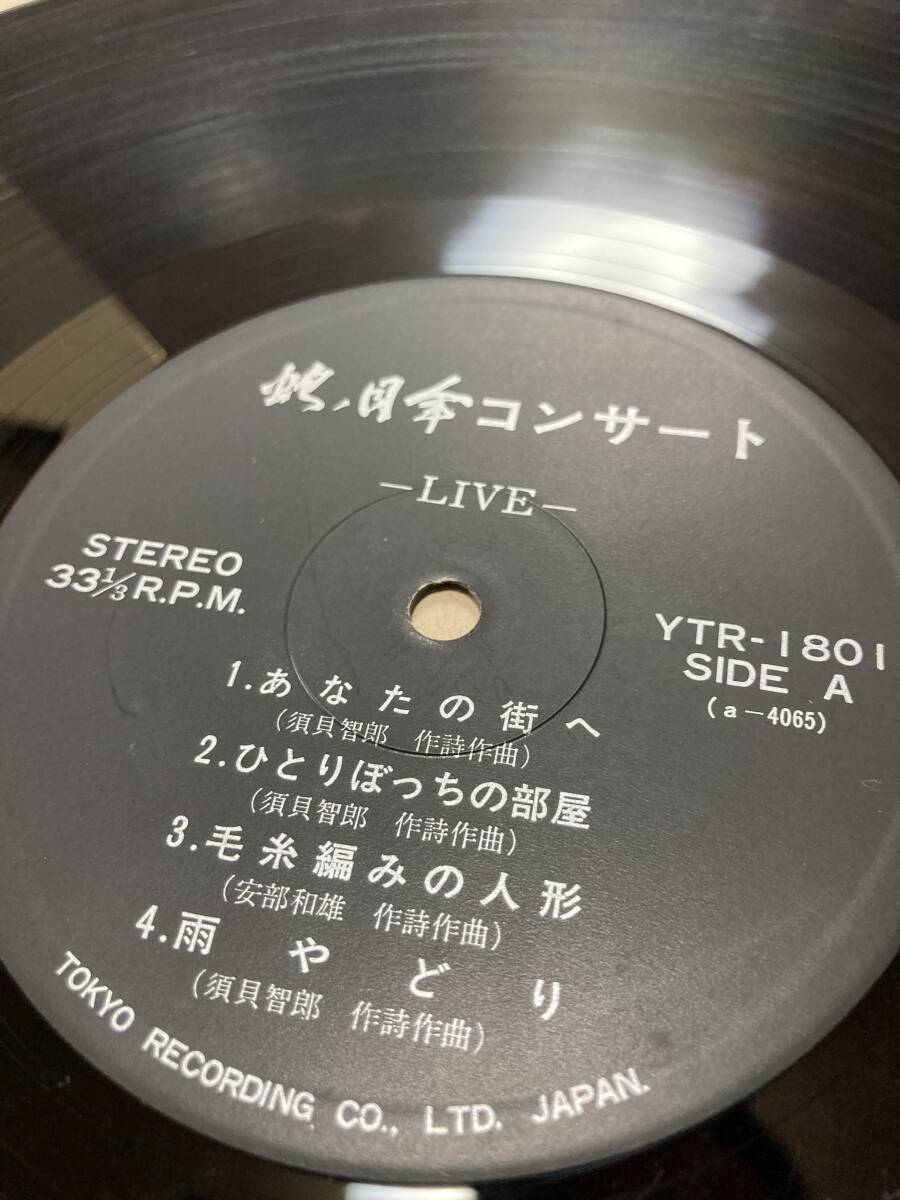 蛇ノ目傘コンサート
—LIVE—
STEREO
33⅓ R.P.M.
YTR-1801
SIDE A
(a-4065)
1.あなたの街へ
(須貝智郎 作詩作曲)
2.ひとりぼっちの部屋
(須貝智郎 作詩作曲)
3.毛糸編みの人形
(安部和雄 作詩作曲)
4.雨やどり
(須貝智郎 作詩作曲)
TOKYO RECORDING CO., LTD. JAPAN.